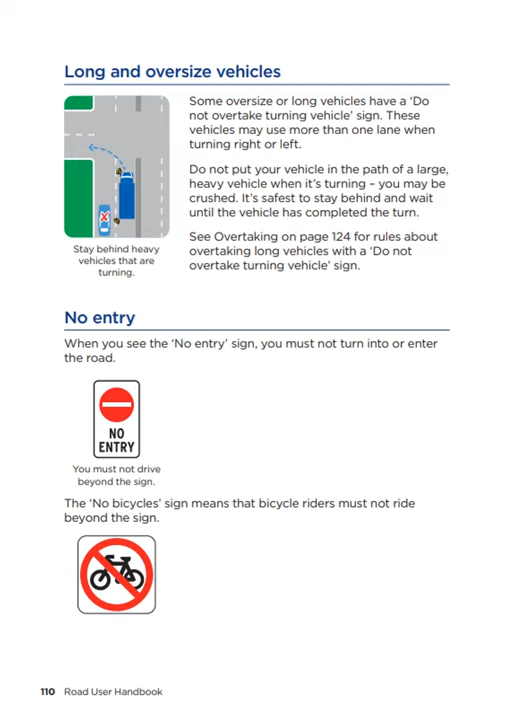 Long and oversize vehicles
Some oversize or long vehicles have a ‘Do
not overtake turning vehicle’ sign. These
vehicles may use more than one lane when
turning right or left.
Do not put your vehicle in the path of a large,
heavy vehicle when it’s turning – you may be
crushed. It’s safest to stay behind and wait
until the vehicle has completed the turn.
See Overtaking on page 124 for rules about
overtaking long vehicles with a ‘Do not
overtake turning vehicle’ sign.
Stay behind heavy
vehicles that are
turning.
No entry
When you see the ‘No entry’ sign, you must not turn into or enter
the road.
NO
ENTRY
You must not drive
beyond the sign.
The ‘No bicycles’ sign means that bicycle riders must not ride
beyond the sign.
110 Road User Handbook